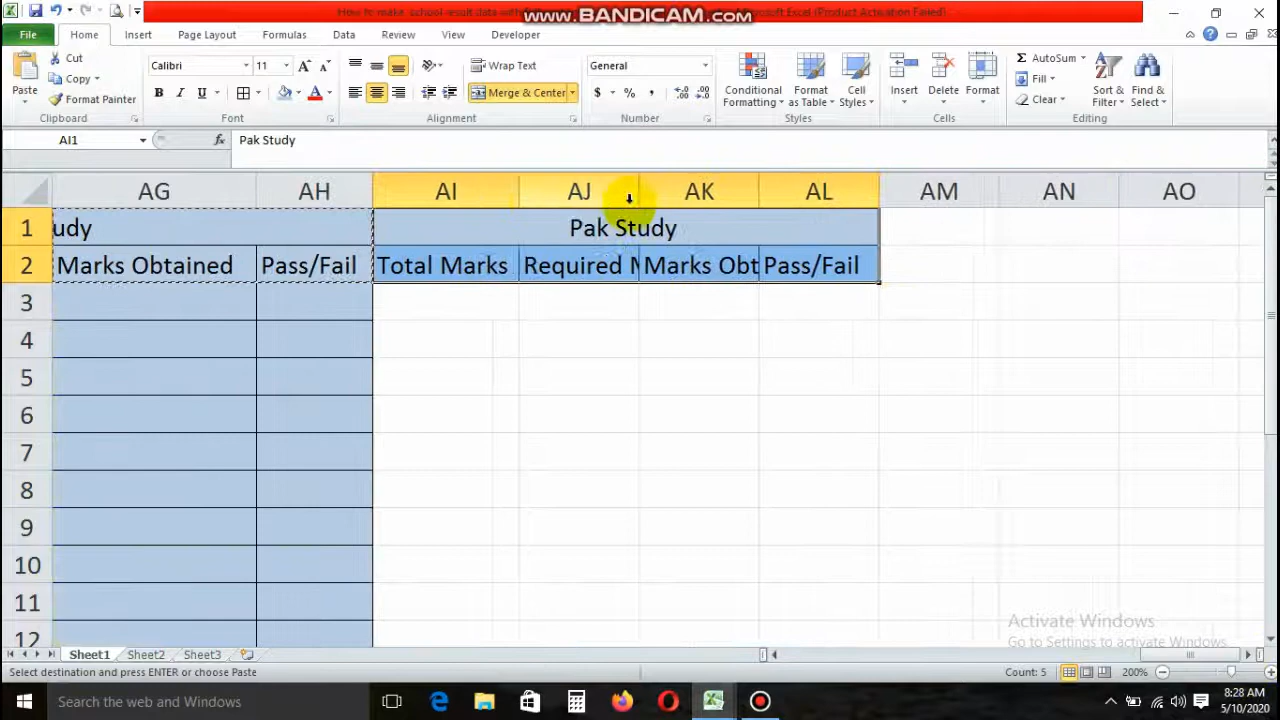 How to make school result data with
Microsoft Excel (Product Activation Failed)
www.BANDICAM.com
File Home Insert Page Layout Formulas Data Review View Developer
Cut
Copy
Format Painter
Paste
Clipboard
Calibri 11
B I U
Font
Wrap Text
Merge & Center
Alignment
General
$ % ,
Number
Conditional Formatting
Format as Table
Cell Styles
Styles
Insert Delete Format
Cells
AutoSum
Fill
Clear
Sort & Filter
Find & Select
Editing
AI1 fx Pak Study
AG AH AI AJ AK AL AM AN AO
1 udy Pak Study
2 Marks Obtained Pass/Fail Total Marks Required M Marks Obt Pass/Fail
3
4
5
6
7
8
9
10
11
12
Activate Windows
Go to Settings to activate Windows.
Sheet1 Sheet2 Sheet3
Select destination and press ENTER or choose Paste Count: 5 200%
Search the web and Windows
8:28 AM
5/10/2020